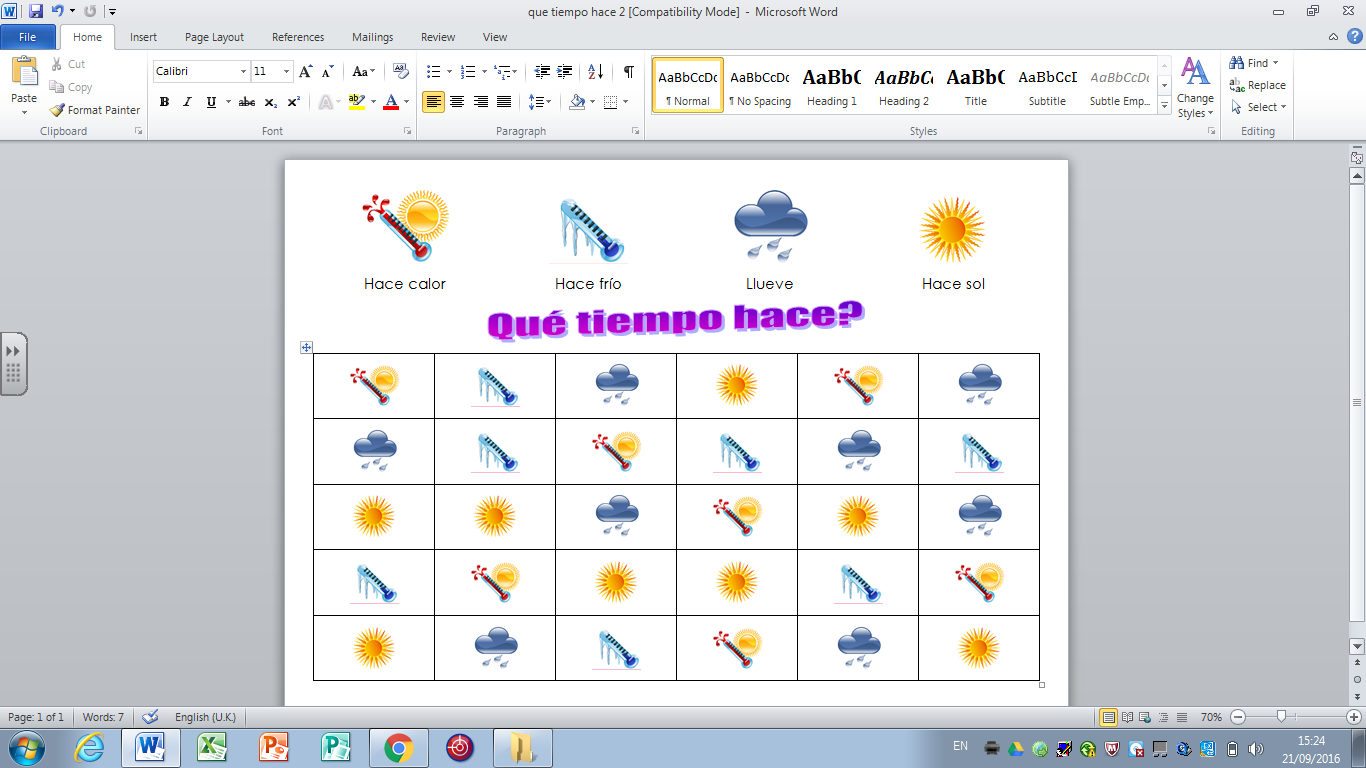 que tiempo hace 2 [Compatibility Mode] - Microsoft Word
File Home Insert Page Layout References Mailings Review View
Paste
Cut
Copy
Format Painter
Clipboard
Calibri 11
Font
Paragraph
AaBbCcDc AaBbCcDc AaBbC AaBbCc AaBbC AaBbCcI AaBbCcDc
¶ Normal ¶ No Spacing Heading 1 Heading 2 Title Subtitle Subtle Emp...
Change
Styles
Styles
Find
Replace
Select
Editing
Hace calor Hace frío Llueve Hace sol
Qué tiempo hace?
Page: 1 of 1 Words: 7 English (U.K.) 70%
EN
15:24
21/09/2016